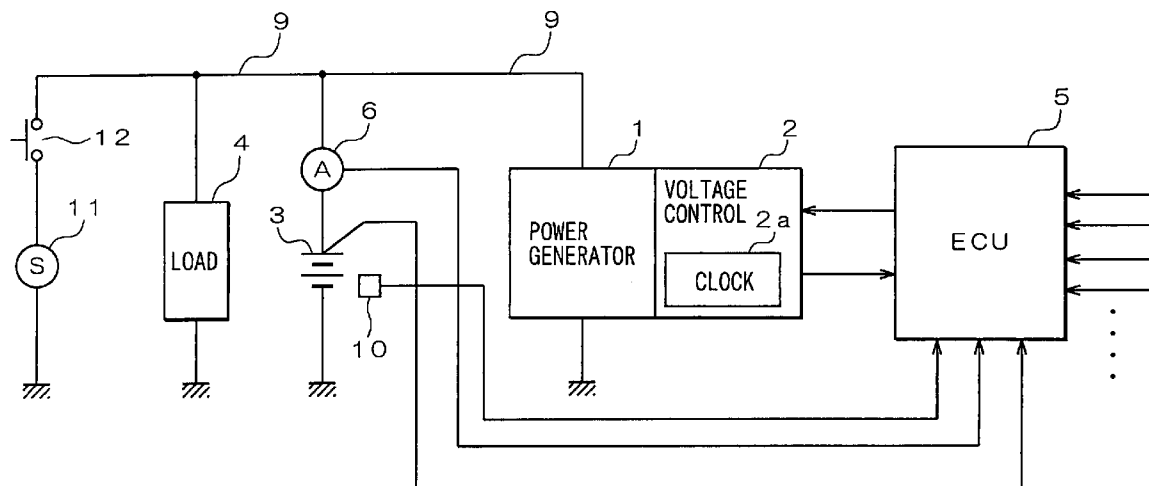 9
9
12
6
1
2
5
4
A
VOLTAGE
CONTROL
11
3
POWER
GENERATOR
2a
ECU
LOAD
S
CLOCK
10